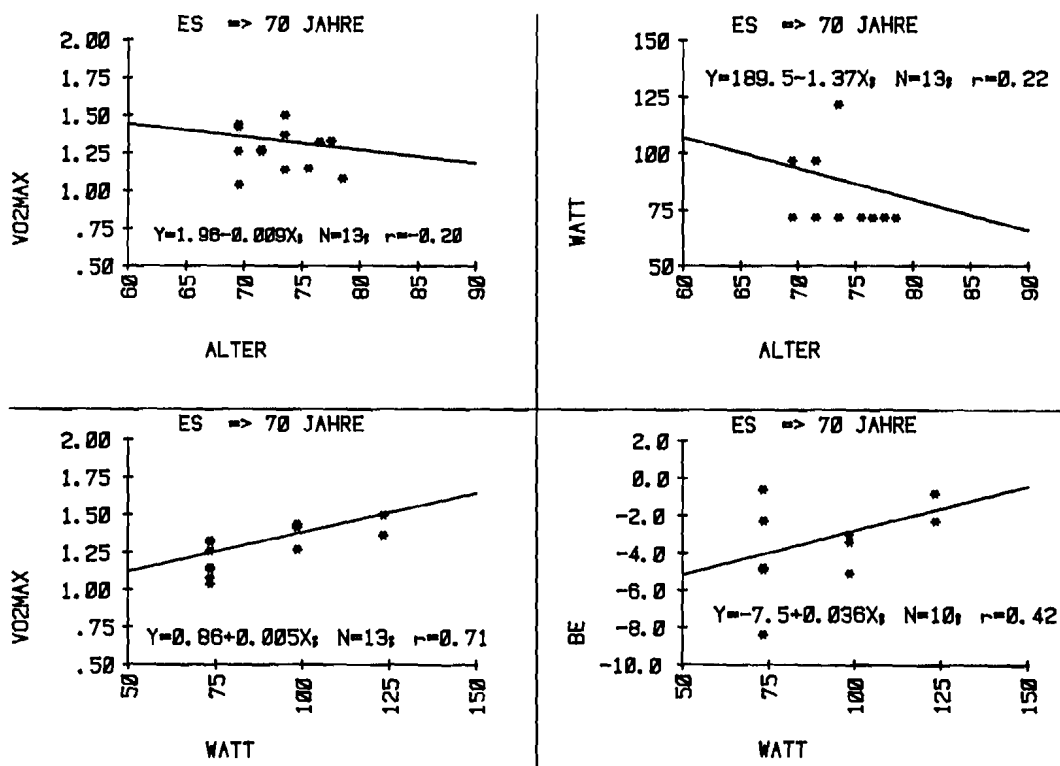 ES => 70 JAHRE
2.00
1.75
1.50
1.25
1.00
.75
.50
VO2MAX
Y=1.96-0.009X; N=13; r=-0.20
60 65 70 75 80 85 90
ALTER
ES => 70 JAHRE
150
125
100
75
50
WATT
Y=189.5-1.37X; N=13; r=0.22
60 65 70 75 80 85 90
ALTER
ES => 70 JAHRE
2.00
1.75
1.50
1.25
1.00
.75
.50
VO2MAX
Y=0.86+0.005X; N=13; r=0.71
50 75 100 125 150
WATT
ES => 70 JAHRE
2.0
0.0
-2.0
-4.0
-6.0
-8.0
-10.0
BE
Y=-7.5+0.036X; N=10; r=0.42
50 75 100 125 150
WATT